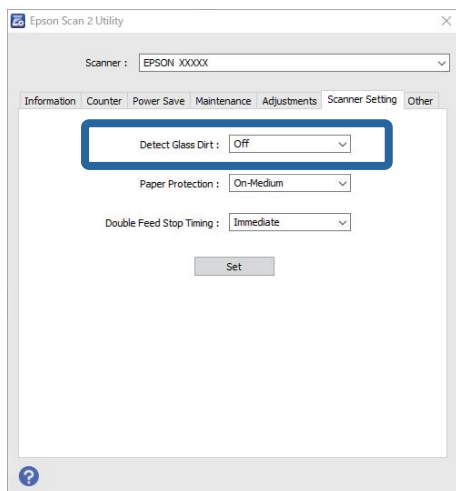 Epson Scan 2 Utility
Scanner : EPSON XXXXX
Information Counter Power Save Maintenance Adjustments Scanner Setting Other
Detect Glass Dirt : Off
Paper Protection : On-Medium
Double Feed Stop Timing : Immediate
Set
?